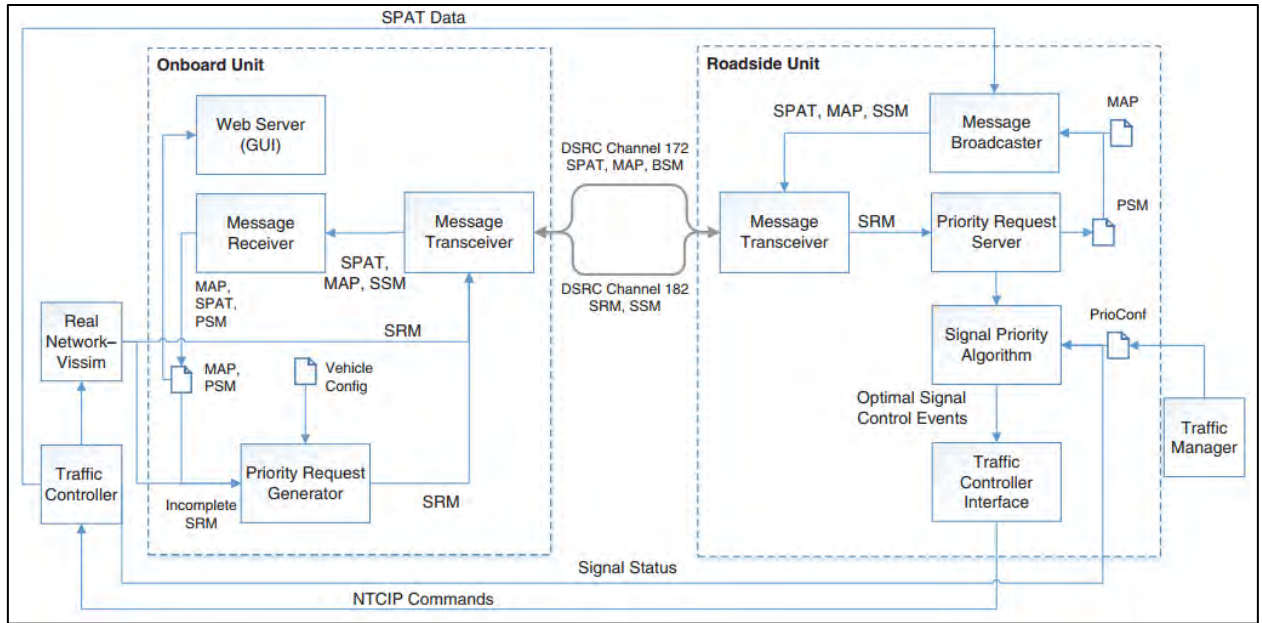 SPAT Data
Onboard Unit
Web Server
(GUI)
Message
Receiver
Message
Transceiver
SPAT,
MAP, SSM
MAP,
SPAT,
PSM
Real
Network–
Vissim
SRM
MAP,
PSM
Vehicle
Config
Traffic
Controller
Priority Request
Generator
Incomplete
SRM
SRM
DSRC Channel 172
SPAT, MAP, BSM
DSRC Channel 182
SRM, SSM
Roadside Unit
SPAT, MAP, SSM
Message
Broadcaster
MAP
Message
Transceiver
SRM
Priority Request
Server
PSM
Signal Priority
Algorithm
PrioConf
Optimal Signal
Control Events
Traffic
Manager
Traffic
Controller
Interface
Signal Status
NTCIP Commands